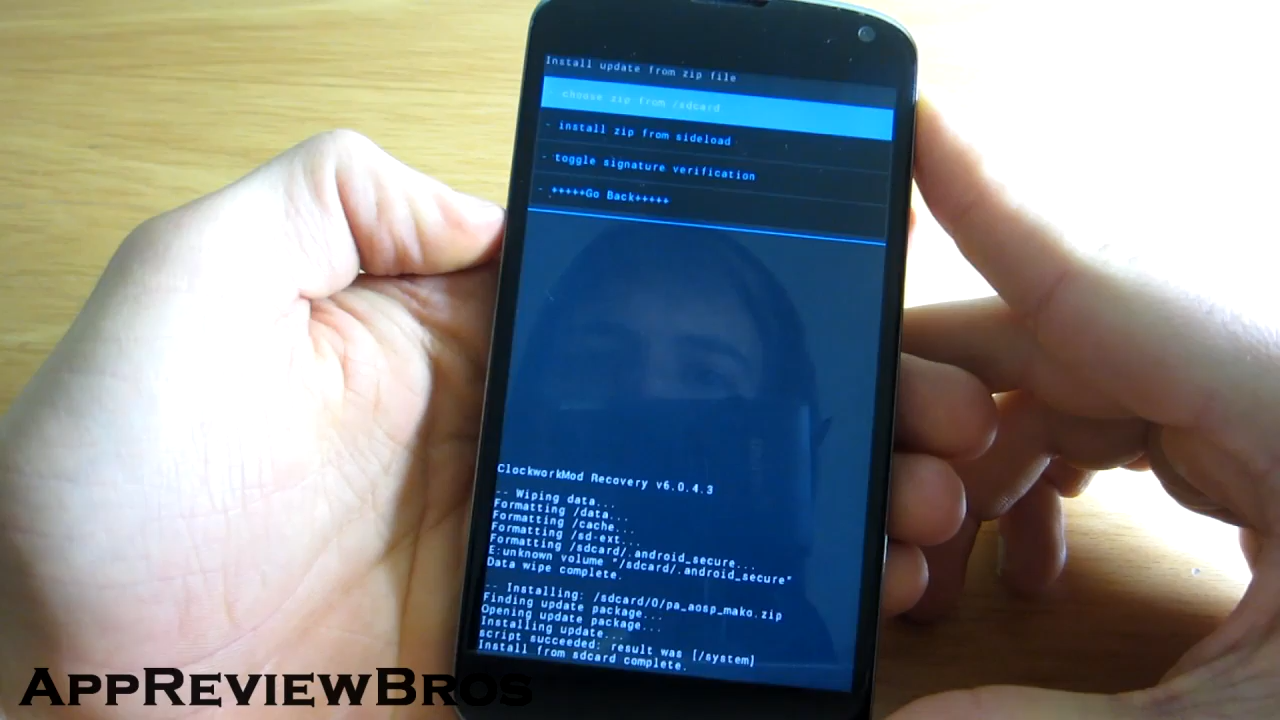 Install update from zip file
choose zip from /sdcard
- install zip from sideload
- toggle signature verification
- +++++Go Back+++++
ClockworkMod Recovery v6.0.4.3
-- Wiping data...
Formatting /data...
Formatting /cache...
Formatting /sd-ext...
Formatting /sdcard/.android_secure...
E:unknown volume "/sdcard/.android_secure"
Data wipe complete.
-- Installing: /sdcard/0/pa_aosp_mako.zip
Finding update package...
Opening update package...
Installing update...
script succeeded: result was [/system]
Install from sdcard complete.
AppReviewBros